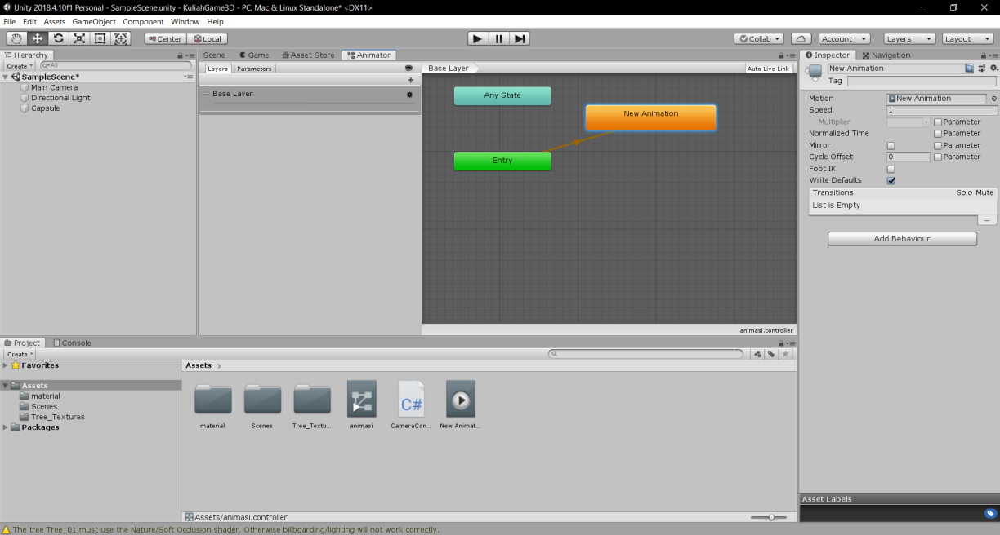 Unity 2018.4.10f1 Personal - SampleScene.unity - KuliahGame3D - PC, Mac & Linux Standalone* <DX11>
File Edit Assets GameObject Component Window Help
Center Local Collab Account Layers Layout
Hierarchy
Create All
SampleScene*
Main Camera
Directional Light
Capsule
Scene Game Asset Store Animator
Layers Parameters
Base Layer
Base Layer
Auto Live Link
Any State
New Animation
Entry
animasi.controller
Inspector Navigation
New Animation
Tag
Motion New Animation
Speed 1
Multiplier Parameter
Normalized Time Parameter
Mirror Parameter
Cycle Offset 0 Parameter
Foot IK
Write Defaults
Transitions Solo Mute
List is Empty
Add Behaviour
Project Console
Create
Favorites
Assets
material
Scenes
Tree_Textures
Packages
Assets
C#
material Scenes Tree_Textu... animasi CameraCon... New Animat...
Assets/animasi.controller
Asset Labels
The tree Tree_01 must use the Nature/Soft Occlusion shader. Otherwise billboarding/lighting will not work correctly.